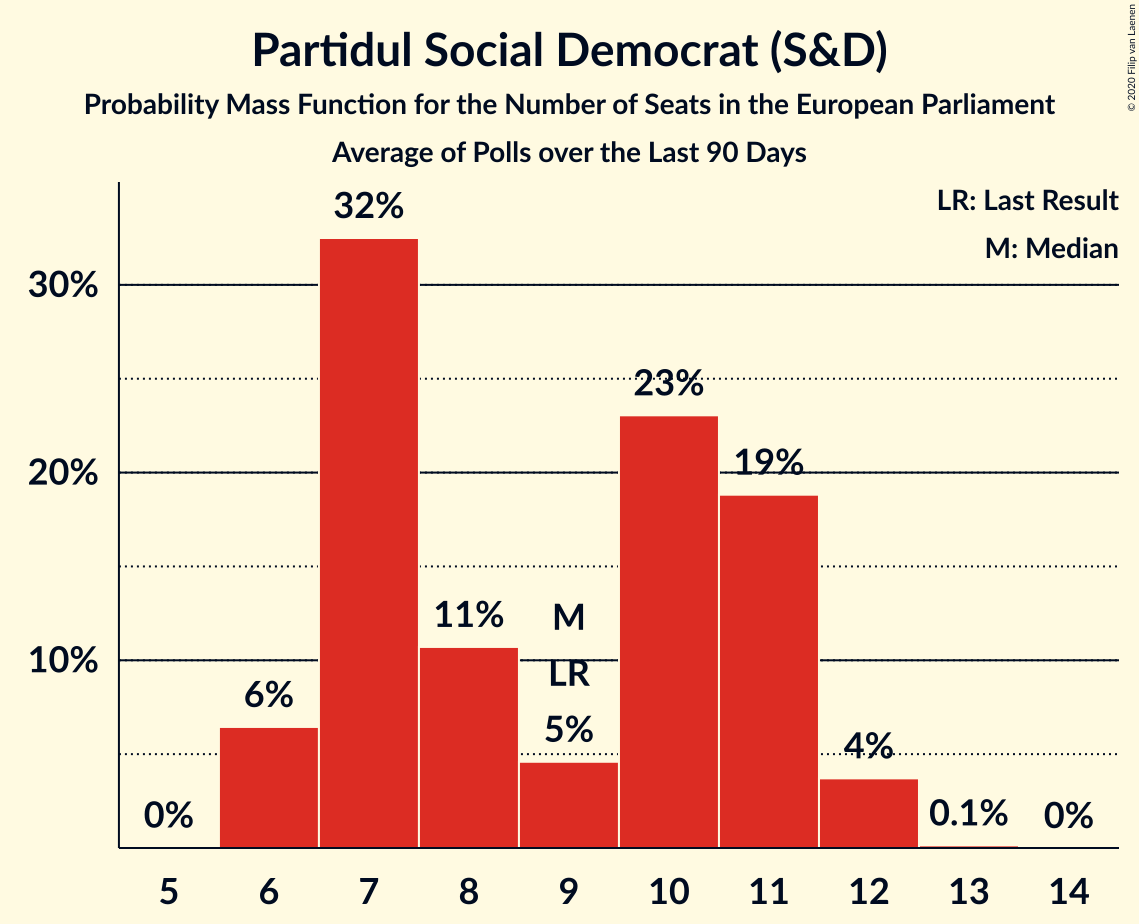 Partidul Social Democrat (S&D)
Probability Mass Function for the Number of Seats in the European Parliament
Average of Polls over the Last 90 Days
© 2020 Filip van Laenen
LR: Last Result
M: Median
30%
20%
10%
0%
6%
32%
11%
M
LR
5%
23%
19%
4%
0.1%
0%
5 6 7 8 9 10 11 12 13 14